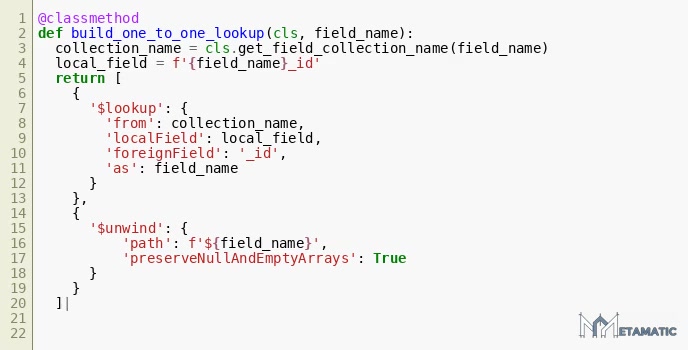 1 @classmethod
2 def build_one_to_one_lookup(cls, field_name):
3   collection_name = cls.get_field_collection_name(field_name)
4   local_field = f'{field_name}_id'
5   return [
6     {
7       '$lookup': {
8         'from': collection_name,
9         'localField': local_field,
10         'foreignField': '_id',
11         'as': field_name
12       }
13     },
14     {
15       '$unwind': {
16           'path': f'${field_name}',
17           'preserveNullAndEmptyArrays': True
18       }
19     }
20   ]|
21
22
METAMATIC